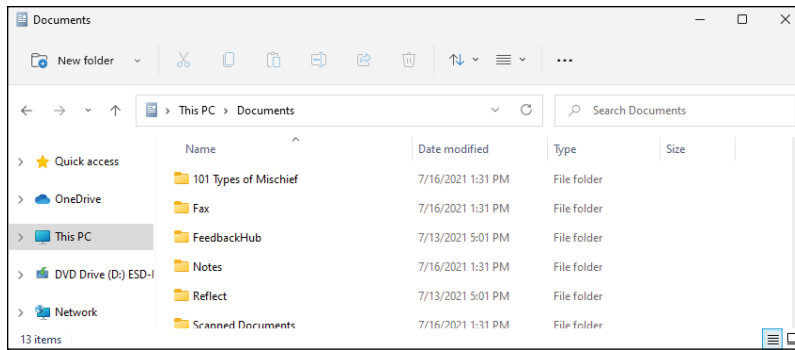 Documents
New folder
This PC > Documents
Search Documents
Name Date modified Type Size
Quick access
OneDrive
This PC
DVD Drive (D:) ESD-I
Network
101 Types of Mischief 7/16/2021 1:31 PM File folder
Fax 7/16/2021 1:31 PM File folder
FeedbackHub 7/13/2021 5:01 PM File folder
Notes 7/16/2021 1:31 PM File folder
Reflect 7/13/2021 5:01 PM File folder
Scanned Documents 7/16/2021 1:31 PM File folder
13 items